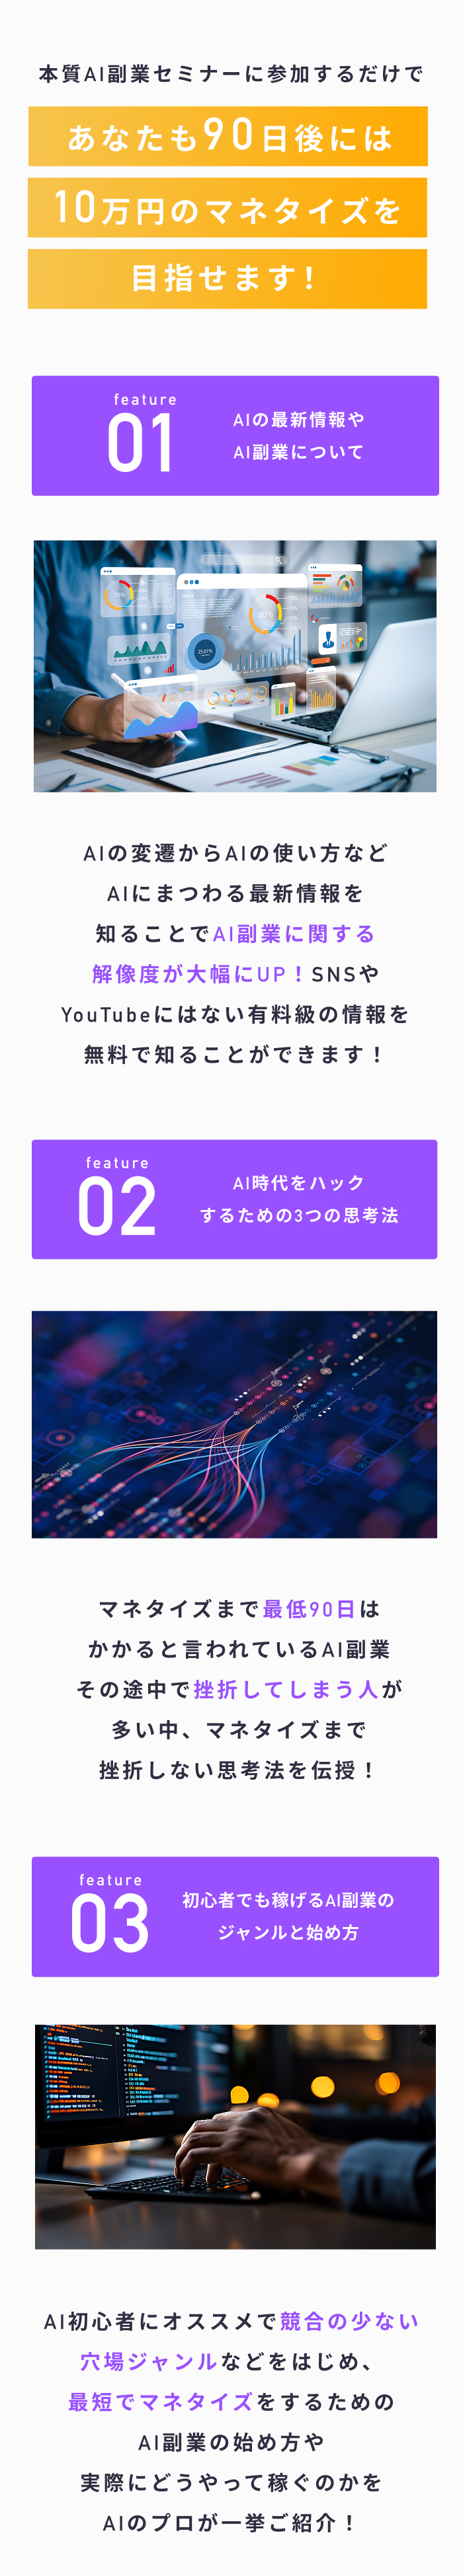 本質AI副業セミナーに参加するだけで
あなたも90日後には
10万円のマネタイズを
目指せます！
feature
01
AIの最新情報や
AI副業について
AIの変遷からAIの使い方など
AIにまつわる最新情報を
知ることでAI副業に関する
解像度が大幅にUP！SNSや
YouTubeにはない有料級の情報を
無料で知ることができます！
feature
02
AI時代をハック
するための3つの思考法
マネタイズまで最低90日は
かかると言われているAI副業
その途中で挫折してしまう人が
多い中、マネタイズまで
挫折しない思考法を伝授！
feature
03
初心者でも稼げるAI副業の
ジャンルと始め方
AI初心者にオススメで競合の少ない
穴場ジャンルなどをはじめ、
最短でマネタイズをするための
AI副業の始め方や
実際にどうやって稼ぐのかを
AIのプロが一挙ご紹介！